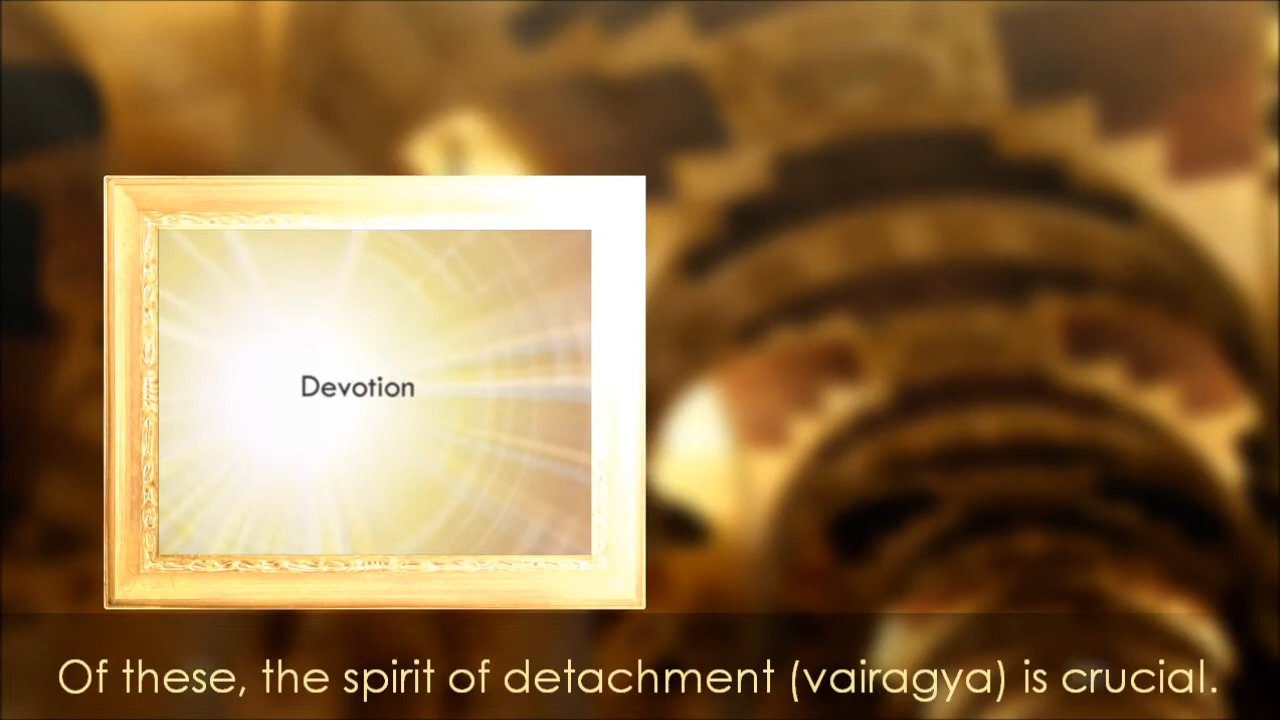 Devotion
Of these, the spirit of detachment (vairagya) is crucial.